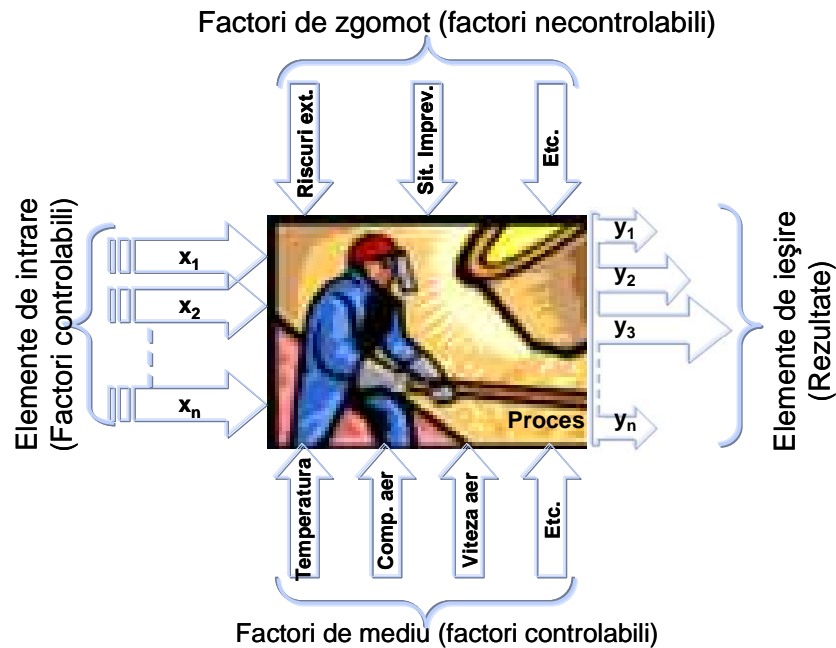 Factori de zgomot (factori necontrolabili)
Riscuri ext.
Sit. Imprev.
Etc.
Elemente de intrare
(Factori controlabili)
x1
x2
xn
Proces
y1
y2
y3
yn
Elemente de ieşire
(Rezultate)
Temperatura
Comp. aer
Viteza aer
Etc.
Factori de mediu (factori controlabili)